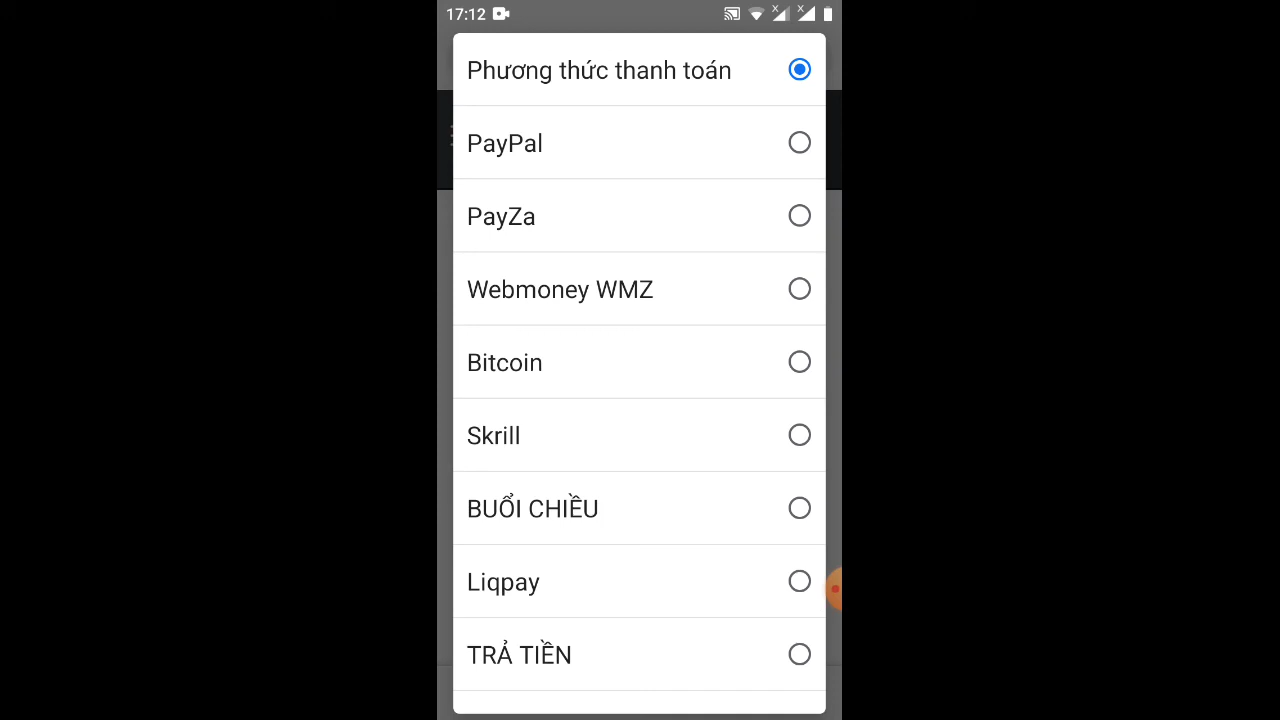 17:12
Phương thức thanh toán
PayPal
PayZa
Webmoney WMZ
Bitcoin
Skrill
BUỔI CHIỀU
Liqpay
TRẢ TIỀN